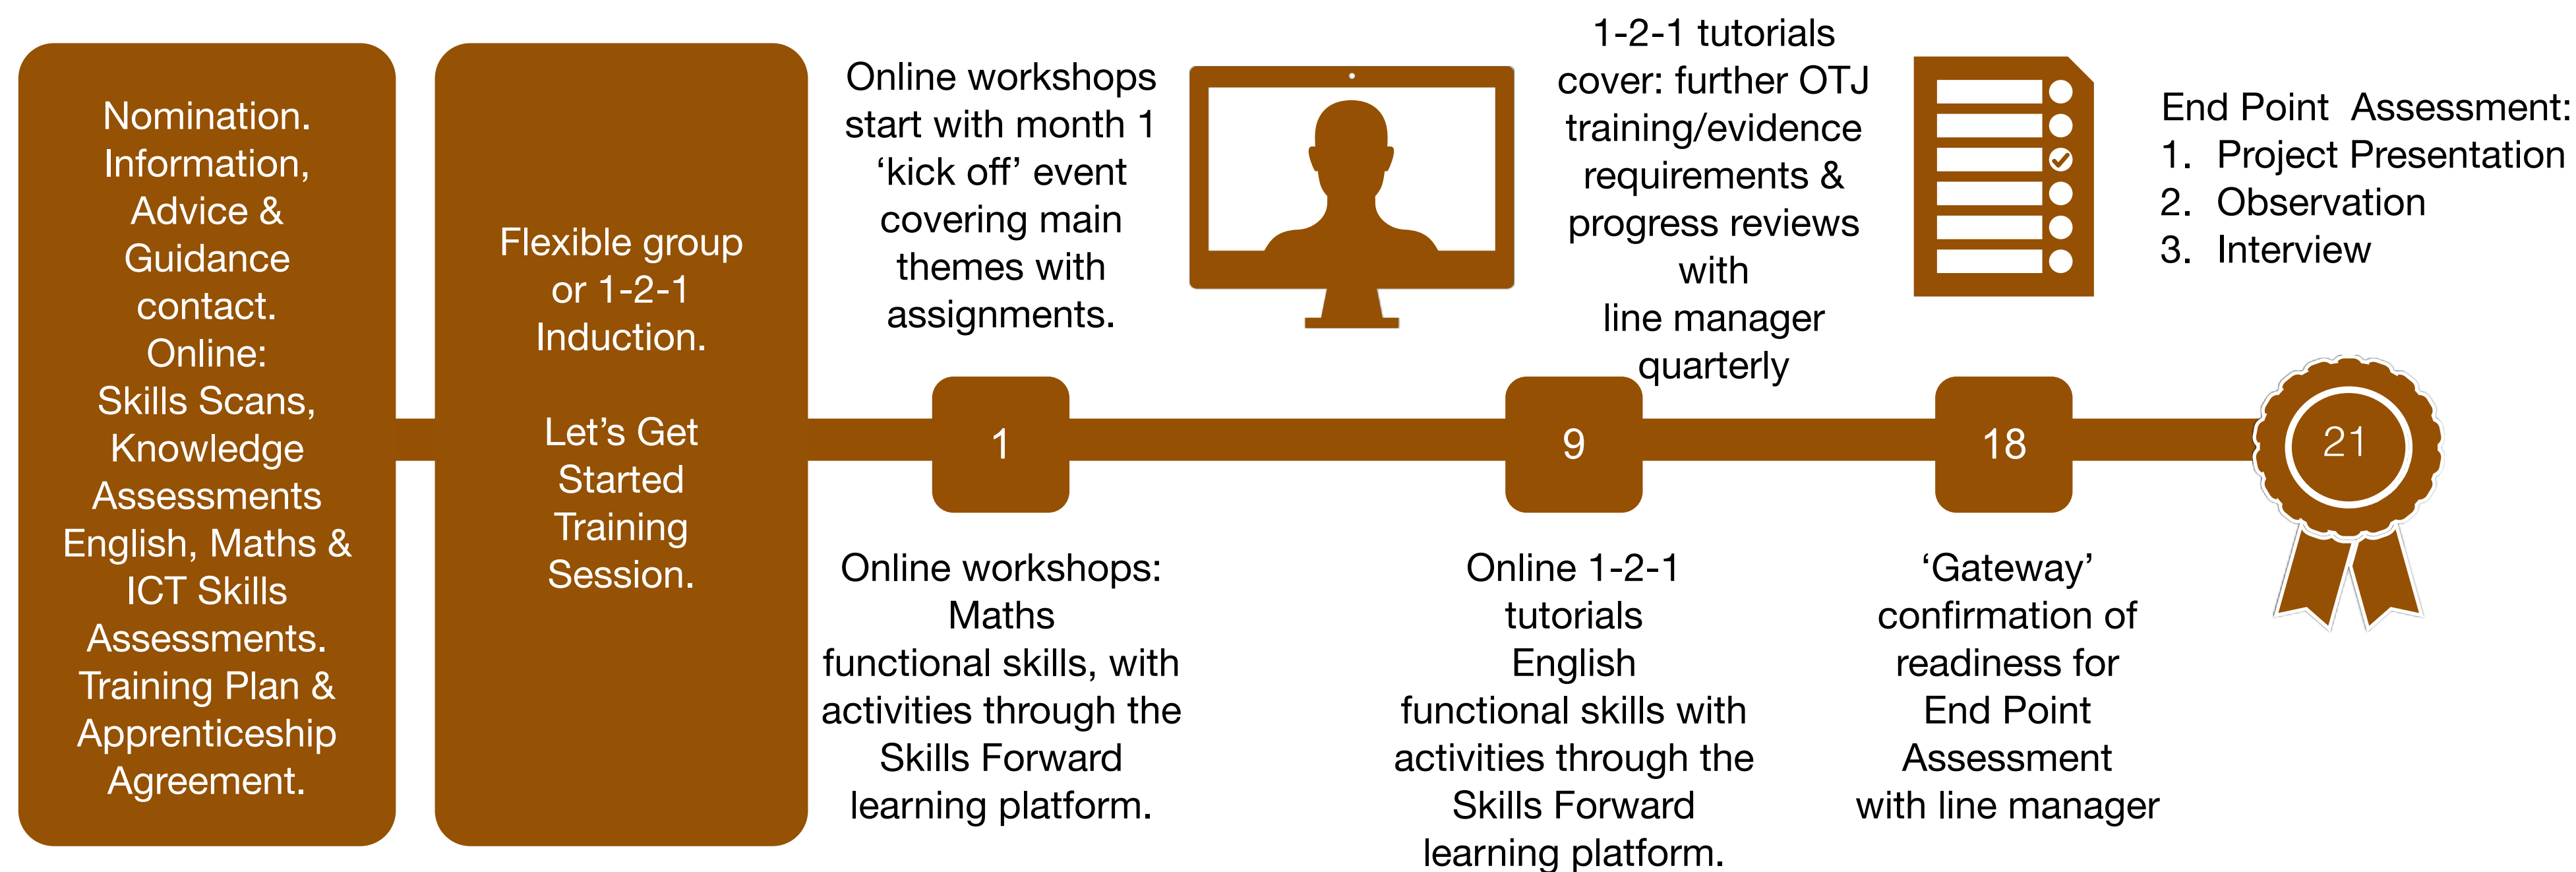 Nomination.
Information,
Advice &
Guidance
contact.
Online:
Skills Scans,
Knowledge
Assessments
English, Maths &
ICT Skills
Assessments.
Training Plan &
Apprenticeship
Agreement.
Flexible group
or 1-2-1
Induction.
Let’s Get
Started
Training
Session.
Online workshops
start with month 1
‘kick off’ event
covering main
themes with
assignments.
1
Online workshops:
Maths
functional skills, with
activities through the
Skills Forward
learning platform.
1-2-1 tutorials
cover: further OTJ
training/evidence
requirements &
progress reviews
with
line manager
quarterly
9
Online 1-2-1
tutorials
English
functional skills with
activities through the
Skills Forward
learning platform.
18
‘Gateway’
confirmation of
readiness for
End Point
Assessment
with line manager
End Point  Assessment:
1. Project Presentation
2. Observation
3. Interview
21